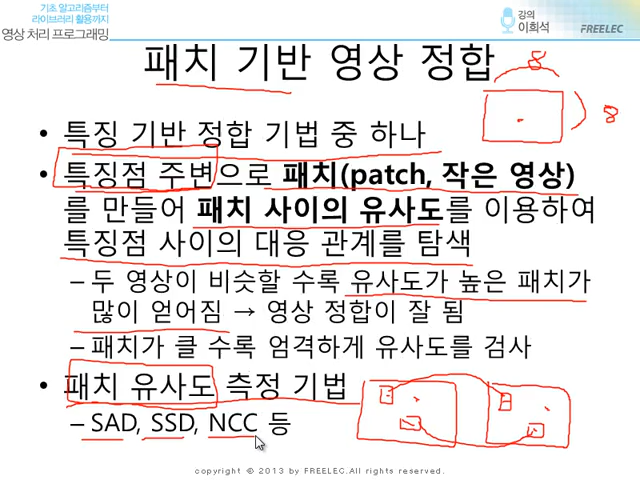 기초 알고리즘부터
라이브러리 활용까지
영상 처리 프로그래밍
강의
이희석
FREELEC
패치 기반 영상 정합
8
8
• 특징 기반 정합 기법 중 하나
• 특징점 주변으로 패치(patch, 작은 영상)
를 만들어 패치 사이의 유사도를 이용하여
특징점 사이의 대응 관계를 탐색
– 두 영상이 비슷할 수록 유사도가 높은 패치가
많이 얻어짐 → 영상 정합이 잘 됨
– 패치가 클 수록 엄격하게 유사도를 검사
• 패치 유사도 측정 기법
– SAD, SSD, NCC 등
copyright © 2013 by FREELEC.All rights reserved.